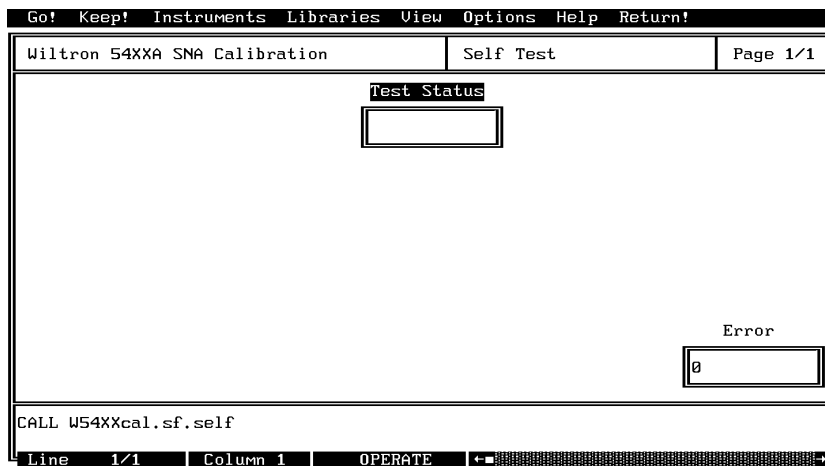 Go! Keep! Instruments Libraries View Options Help Return!
Wiltron 54XXA SNA Calibration Self Test Page 1/1
Test Status
Error
0
CALL W54XXcal.sf.self
Line 1/1 Column 1 OPERATE